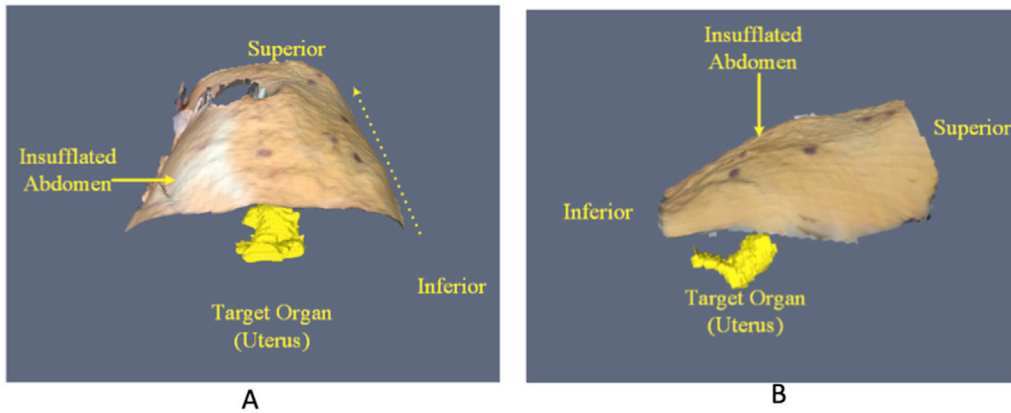 Superior
Insufflated
Abdomen
Inferior
Target Organ
(Uterus)
A
Insufflated
Abdomen
Superior
Inferior
Target Organ
(Uterus)
B